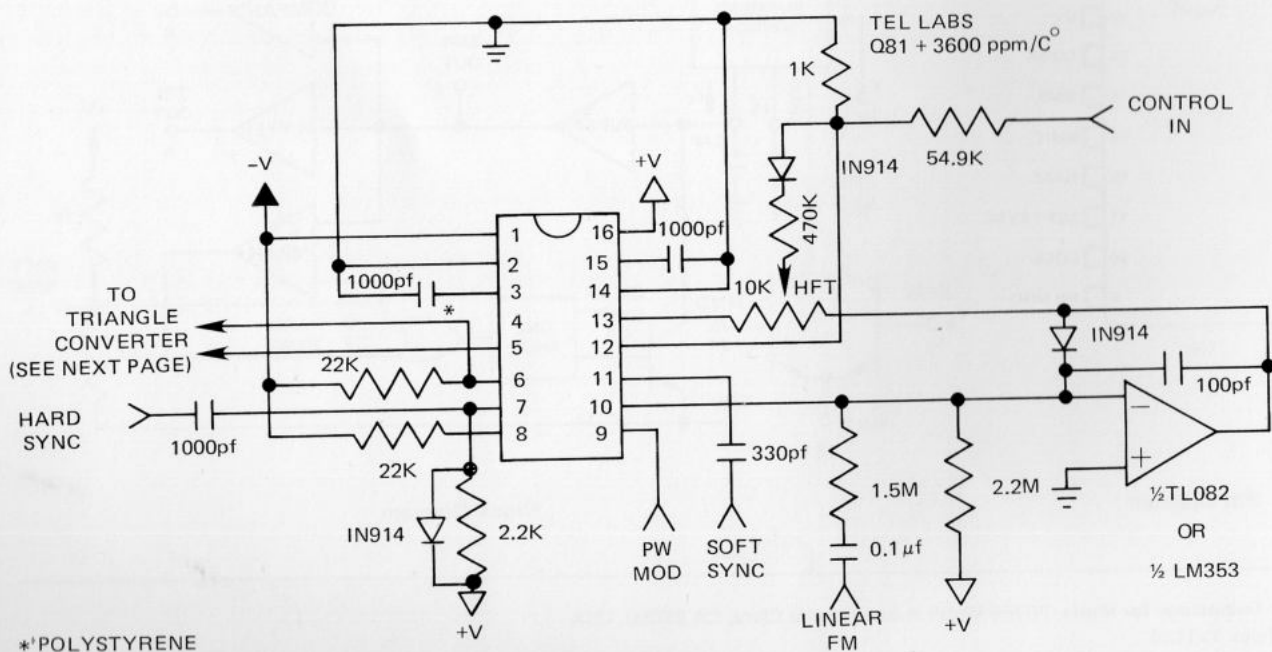 TEL LABS
Q81 + 3600 ppm/C°
1K
CONTROL
IN
54.9K
IN914
-V
+V
470K
1000pf
1000pf
*
10K
HFT
TO
TRIANGLE
CONVERTER
(SEE NEXT PAGE)
1
2
3
4
5
6
7
8
16
15
14
13
12
11
10
9
IN914
100pf
22K
HARD
SYNC
1000pf
22K
330pf
1.5M
2.2M
−
+
½TL082
OR
½ LM353
IN914
2.2K
PW
MOD
SOFT
SYNC
0.1 µf
LINEAR
FM
+V
+V
*'POLYSTYRENE